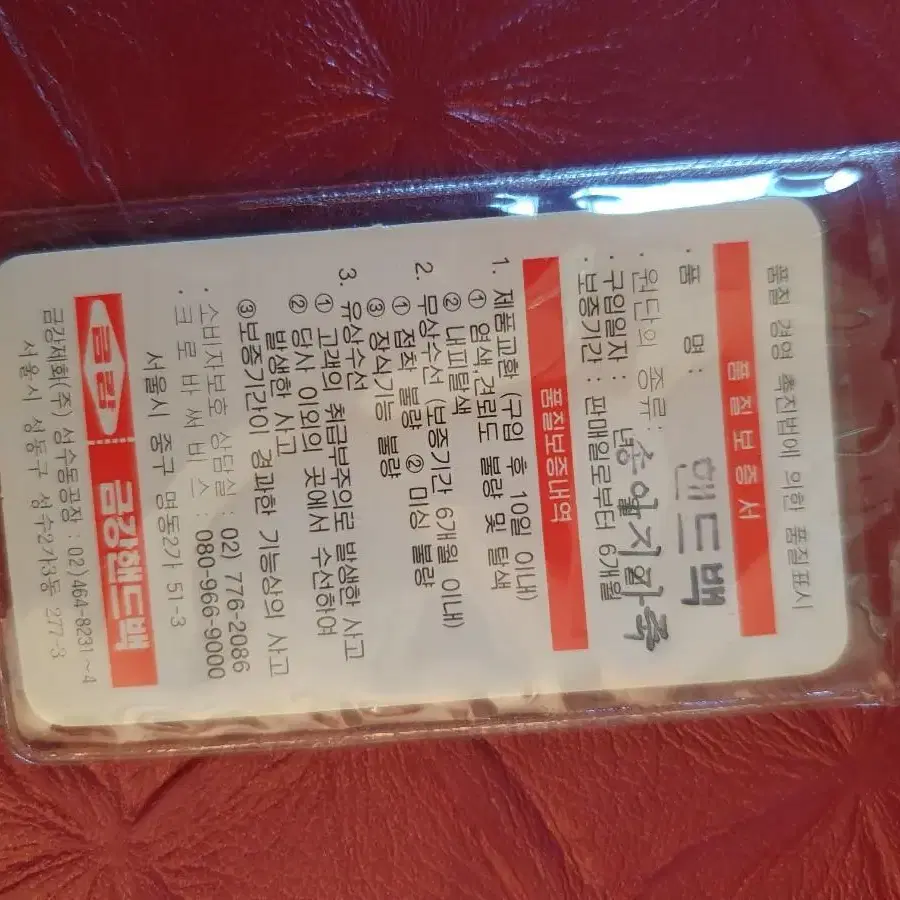 품질 경영 촉진법에 의한 품질표시
품 질 보 증 서
· 품 명 : 핸드백
· 원단의 종류 : 송일지화죽
· 구입일자 :
· 보증기간 : 판매일로부터 6개월
품질보증내역
1. 제품교환 (구입 후 10일 이내)
① 염색,견뢰도 불량 및 탈색
② 내피탈색
2. 무상수선 (보증기간 6개월 이내)
① 접착 불량 ② 미싱 불량
③ 장식기능 불량
3. 유상수선
① 고객의 취급부주의로 발생한 사고
② 당사 이외의 곳에서 수선하여
발생한 사고
③ 보증기간이 경과한 기능상의 사고
· 소비자보호 상담실 : 02) 776-2086
· 크로바 써비스 : 080-966-9000
서울시 중구 명동2가 51-3
금강 금강핸드백
금강제화(주) 성수동공장 : 02)464-8231~4
서울시 성동구 성수2가3동 277-3